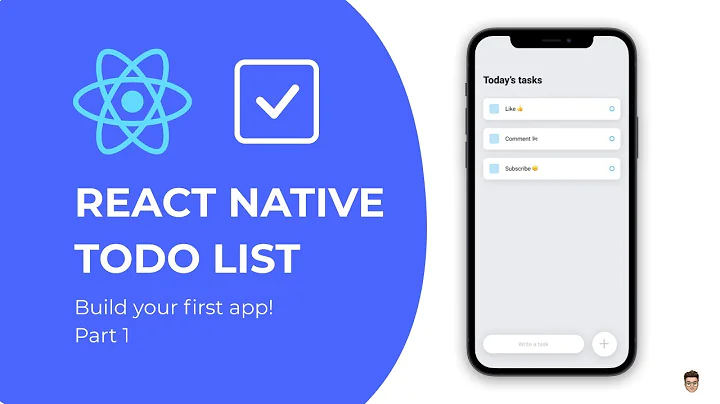 REACT NATIVE
TODO LIST
Build your first app!
Part 1
Today's tasks
Like 👍
Comment
Subscribe 😄
Write a task
+